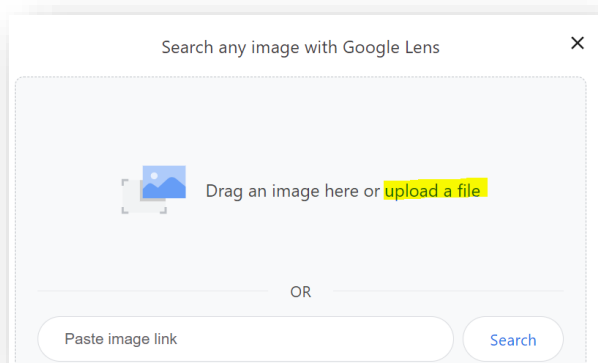 Search any image with Google Lens
Drag an image here or upload a file
OR
Paste image link
Search